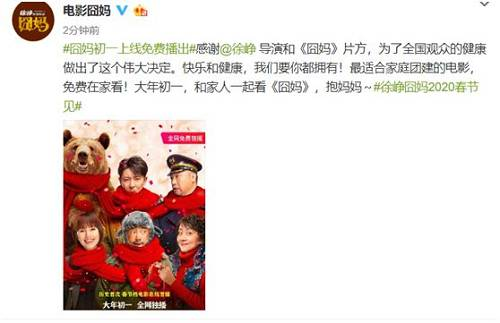 徐峥
囧妈
电影囧妈
2分钟前
#囧妈初一上线免费播出#感谢@徐峥 导演和《囧妈》片方，为了全国观众的健康
做出了这个伟大决定。快乐和健康，我们要你都拥有！最适合家庭团建的电影，
免费在家看！大年初一，和家人一起看《囧妈》，抱妈妈～#徐峥囧妈2020春节
见#
全网免费独播
大年初一 全网独播